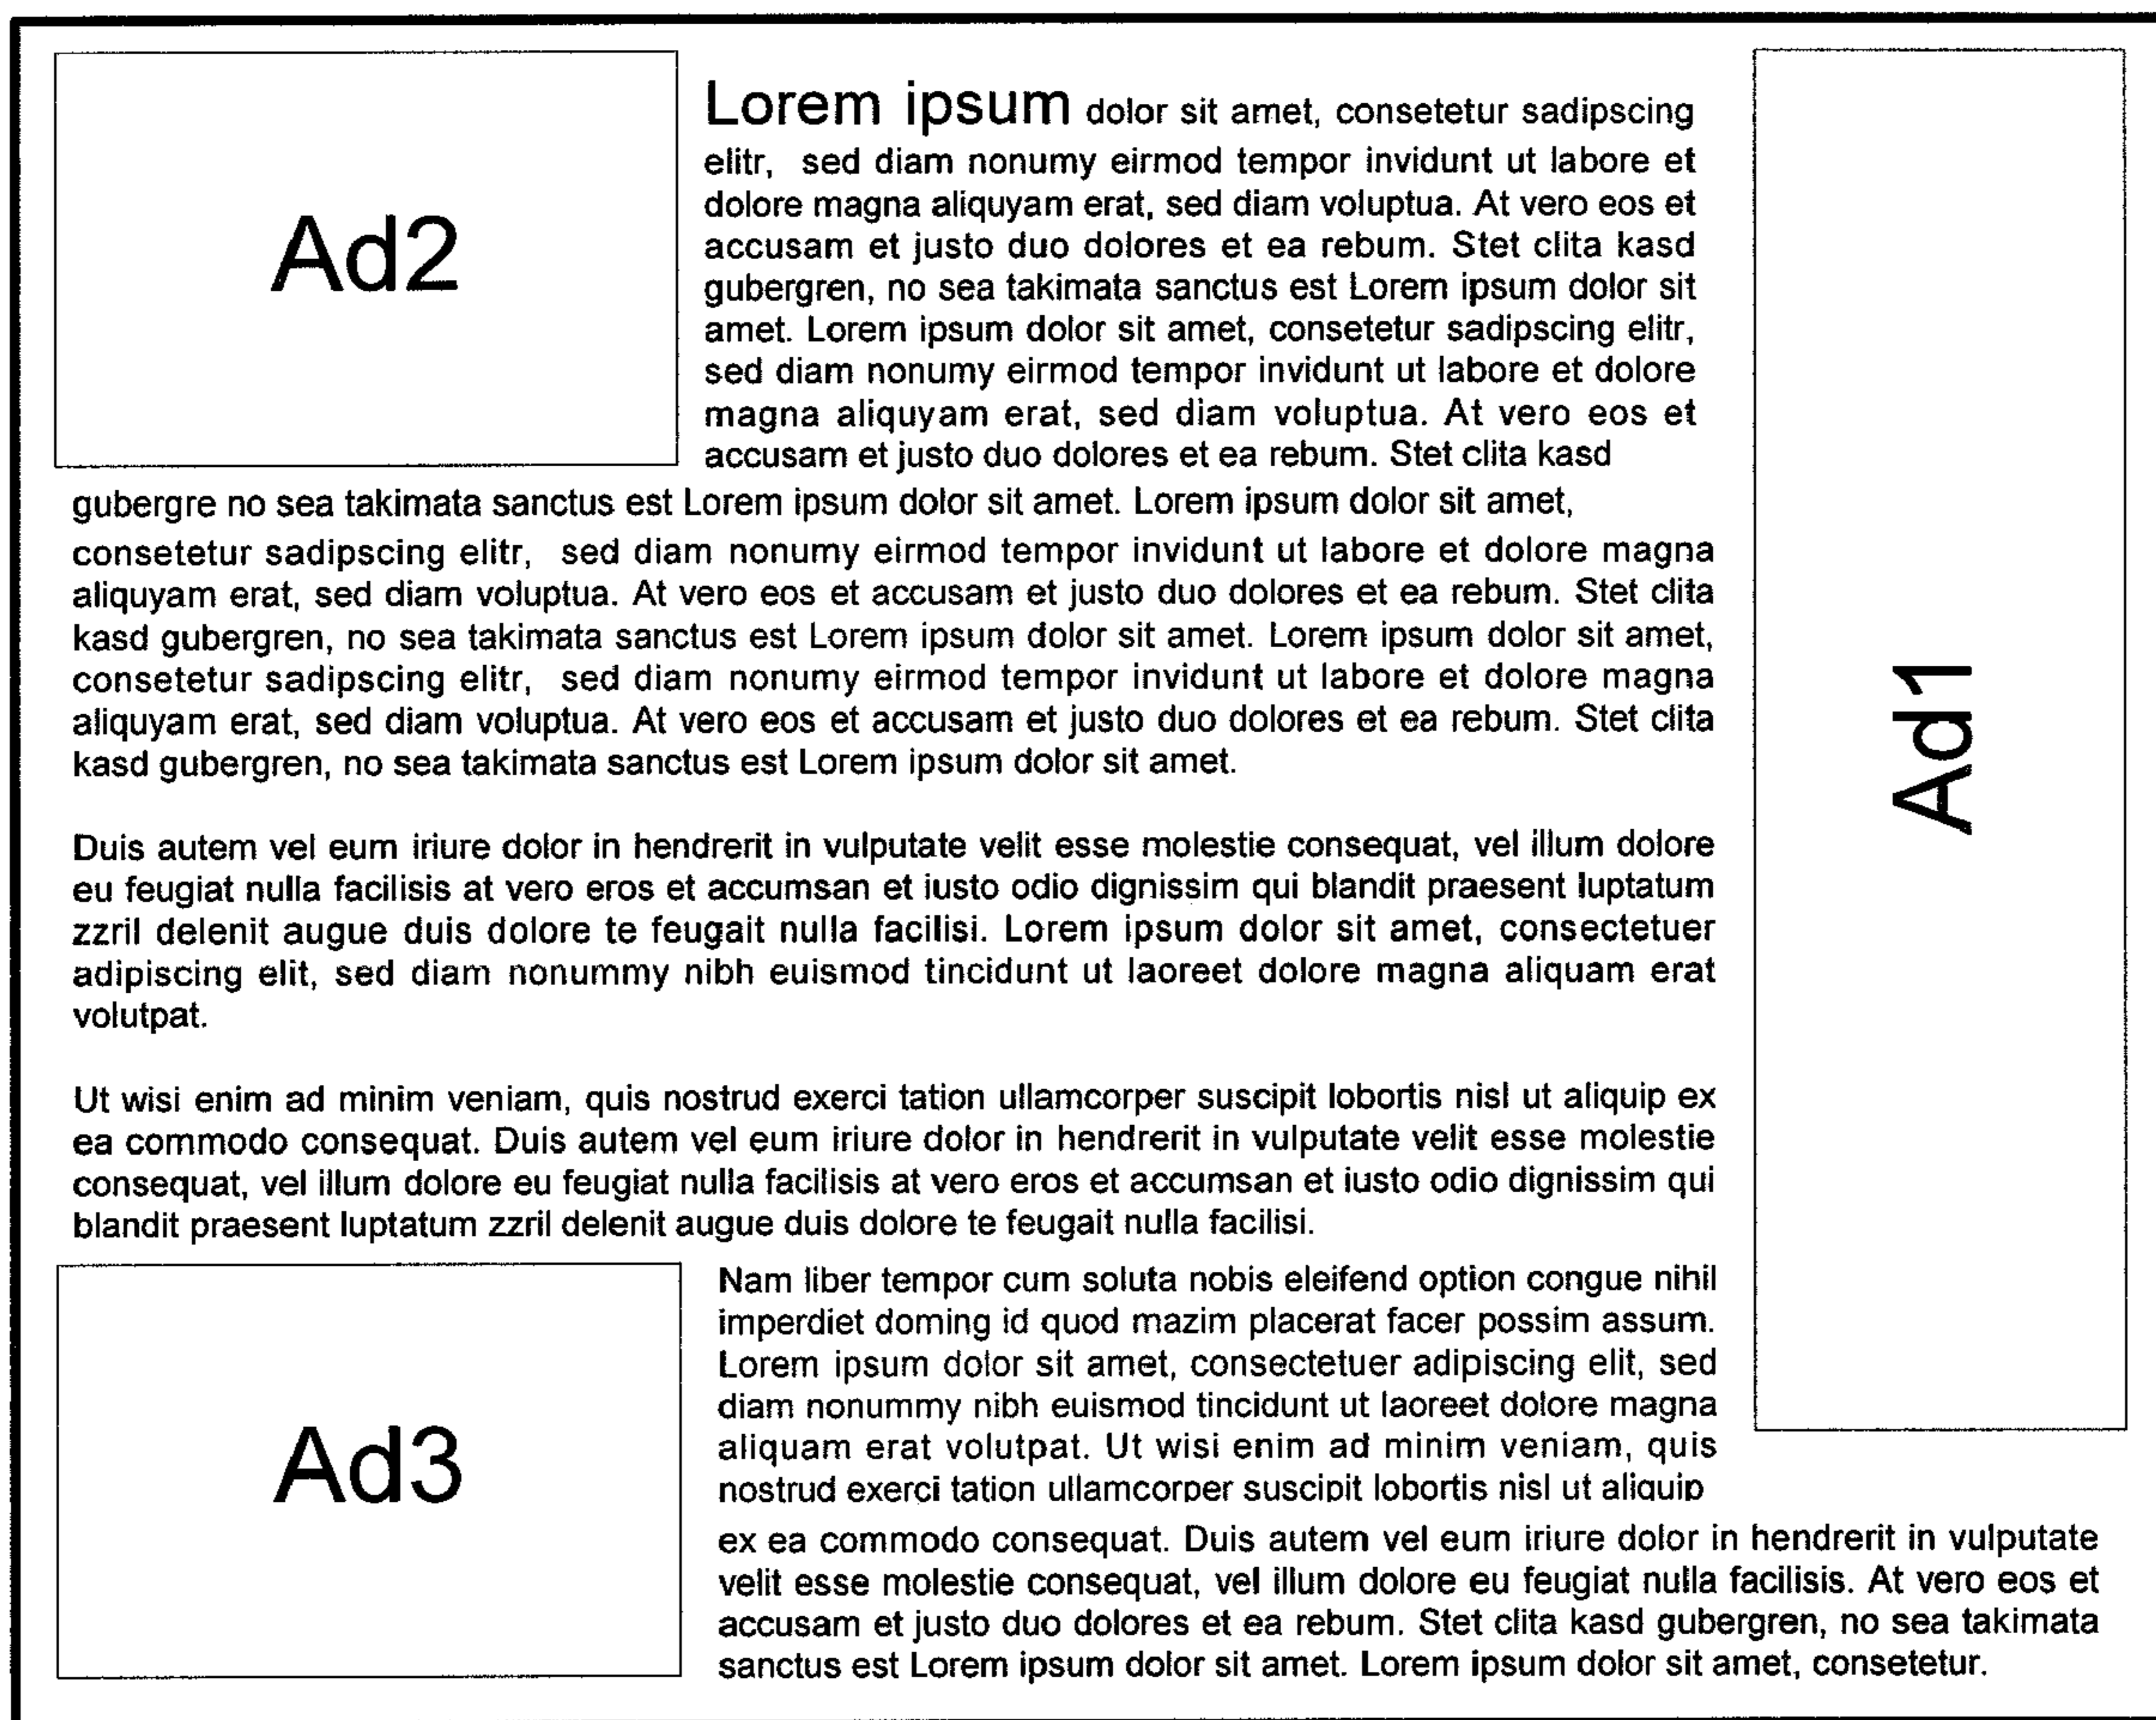 Ad2
Lorem ipsum dolor sit amet, consetetur sadipscing
elitr, sed diam nonumy eirmod tempor invidunt ut labore et
dolore magna aliquyam erat, sed diam voluptua. At vero eos et
accusam et justo duo dolores et ea rebum. Stet clita kasd
gubergren, no sea takimata sanctus est Lorem ipsum dolor sit
amet. Lorem ipsum dolor sit amet, consetetur sadipscing elitr,
sed diam nonumy eirmod tempor invidunt ut labore et dolore
magna aliquyam erat, sed diam voluptua. At vero eos et
accusam et justo duo dolores et ea rebum. Stet clita kasd
gubergre no sea takimata sanctus est Lorem ipsum dolor sit amet. Lorem ipsum dolor sit amet,
consetetur sadipscing elitr, sed diam nonumy eirmod tempor invidunt ut labore et dolore magna
aliquyam erat, sed diam voluptua. At vero eos et accusam et justo duo dolores et ea rebum. Stet clita
kasd gubergren, no sea takimata sanctus est Lorem ipsum dolor sit amet. Lorem ipsum dolor sit amet,
consetetur sadipscing elitr, sed diam nonumy eirmod tempor invidunt ut labore et dolore magna
aliquyam erat, sed diam voluptua. At vero eos et accusam et justo duo dolores et ea rebum. Stet clita
kasd gubergren, no sea takimata sanctus est Lorem ipsum dolor sit amet.
Duis autem vel eum iriure dolor in hendrerit in vulputate velit esse molestie consequat, vel illum dolore
eu feugiat nulla facilisis at vero eros et accumsan et iusto odio dignissim qui blandit praesent luptatum
zzril delenit augue duis dolore te feugait nulla facilisi. Lorem ipsum dolor sit amet, consectetuer
adipiscing elit, sed diam nonummy nibh euismod tincidunt ut laoreet dolore magna aliquam erat
volutpat.
Ut wisi enim ad minim veniam, quis nostrud exerci tation ullamcorper suscipit lobortis nisl ut aliquip ex
ea commodo consequat. Duis autem vel eum iriure dolor in hendrerit in vulputate velit esse molestie
consequat, vel illum dolore eu feugiat nulla facilisis at vero eros et accumsan et iusto odio dignissim qui
blandit praesent luptatum zzril delenit augue duis dolore te feugait nulla facilisi.
Ad1
Ad3
Nam liber tempor cum soluta nobis eleifend option congue nihil
imperdiet doming id quod mazim placerat facer possim assum.
Lorem ipsum dolor sit amet, consectetuer adipiscing elit, sed
diam nonummy nibh euismod tincidunt ut laoreet dolore magna
aliquam erat volutpat. Ut wisi enim ad minim veniam, quis
nostrud exerci tation ullamcorper suscipit lobortis nisl ut aliquip
ex ea commodo consequat. Duis autem vel eum iriure dolor in hendrerit in vulputate
velit esse molestie consequat, vel illum dolore eu feugiat nulla facilisis. At vero eos et
accusam et justo duo dolores et ea rebum. Stet clita kasd gubergren, no sea takimata
sanctus est Lorem ipsum dolor sit amet. Lorem ipsum dolor sit amet, consetetur.